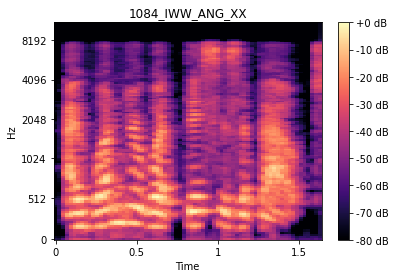 1084_IWW_ANG_XX
8192
4096
2048
1024
512
0
Hz
0
0.5
1
1.5
Time
+0 dB
-10 dB
-20 dB
-30 dB
-40 dB
-50 dB
-60 dB
-70 dB
-80 dB